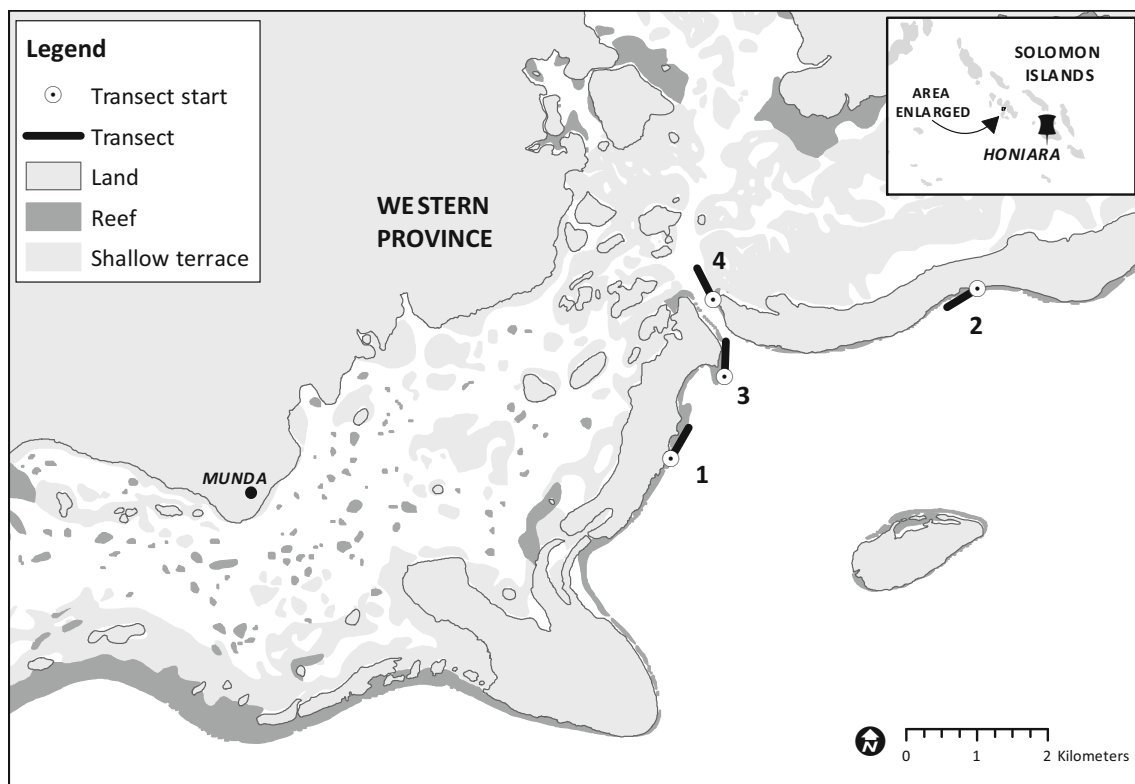 Legend
Transect start
Transect
Land
Reef
Shallow terrace
WESTERN
PROVINCE
SOLOMON
ISLANDS
AREA
ENLARGED
HONIARA
4
2
3
1
MUNDA
N
0 1 2 Kilometers